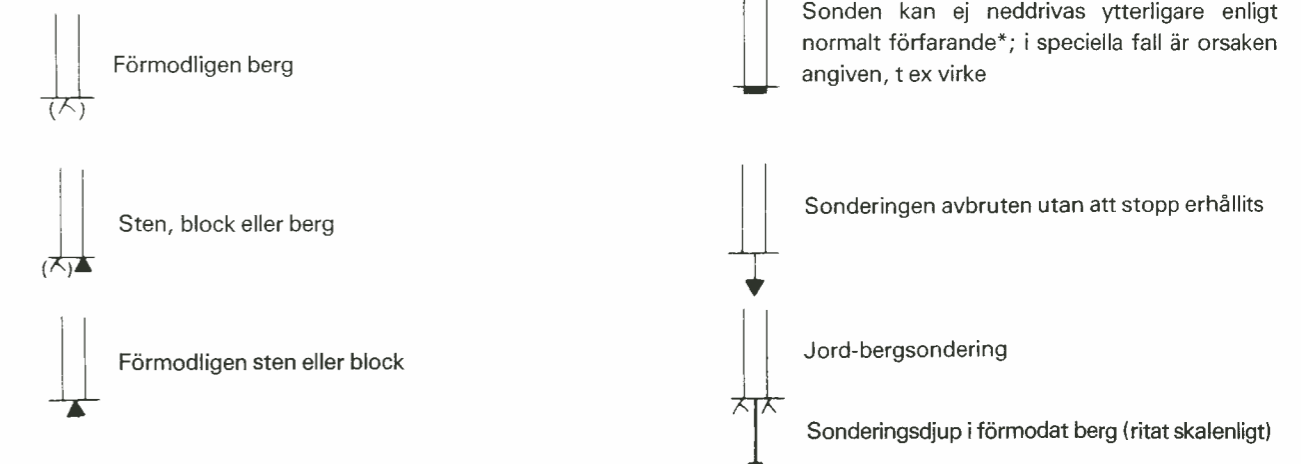 Förmodligen berg
Sten, block eller berg
Förmodligen sten eller block
Sonden kan ej neddrivas ytterligare enligt
normalt förfarande*; i speciella fall är orsaken
angiven, t ex virke
Sonderingen avbruten utan att stopp erhållits
Jord-bergsondering
Sonderingsdjup i förmodat berg (ritat skalenligt)